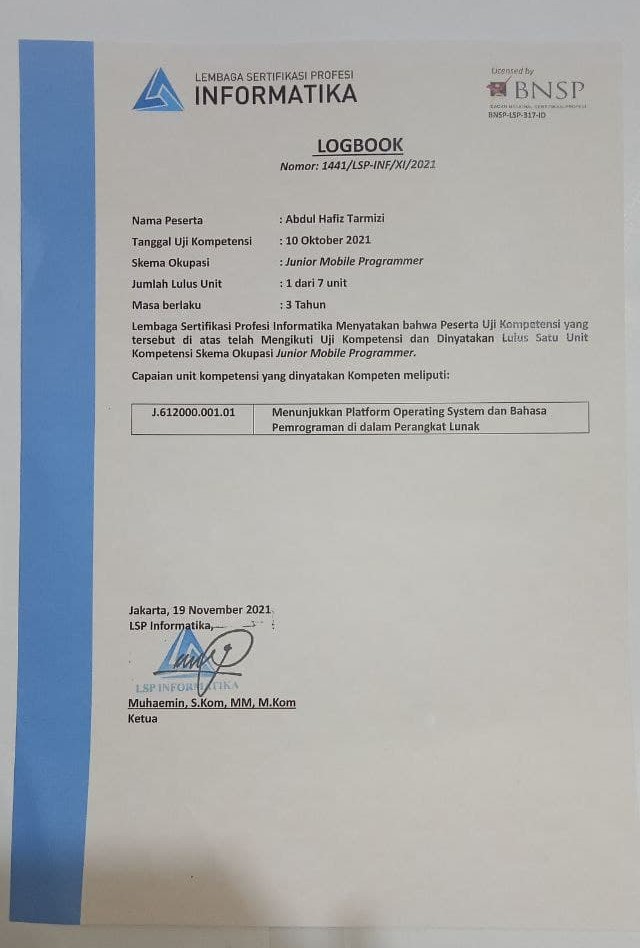 LEMBAGA SERTIFIKASI PROFESI
INFORMATIKA
Licensed by
BNSP
BADAN NASIONAL SERTIFIKASI PROFESI
BNSP-LSP-317-ID
LOGBOOK
Nomor: 1441/LSP-INF/XI/2021
Nama Peserta : Abdul Hafiz Tarmizi
Tanggal Uji Kompetensi : 10 Oktober 2021
Skema Okupasi : Junior Mobile Programmer
Jumlah Lulus Unit : 1 dari 7 unit
Masa berlaku : 3 Tahun
Lembaga Sertifikasi Profesi Informatika Menyatakan bahwa Peserta Uji Kompetensi yang
tersebut di atas telah Mengikuti Uji Kompetensi dan Dinyatakan Lulus Satu Unit
Kompetensi Skema Okupasi Junior Mobile Programmer.
Capaian unit kompetensi yang dinyatakan Kompeten meliputi:
J.612000.001.01 Menunjukkan Platform Operating System dan Bahasa
Pemrograman di dalam Perangkat Lunak
Jakarta, 19 November 2021
LSP Informatika,
LSP INFORMATIKA
Muhaemin, S.Kom, MM, M.Kom
Ketua